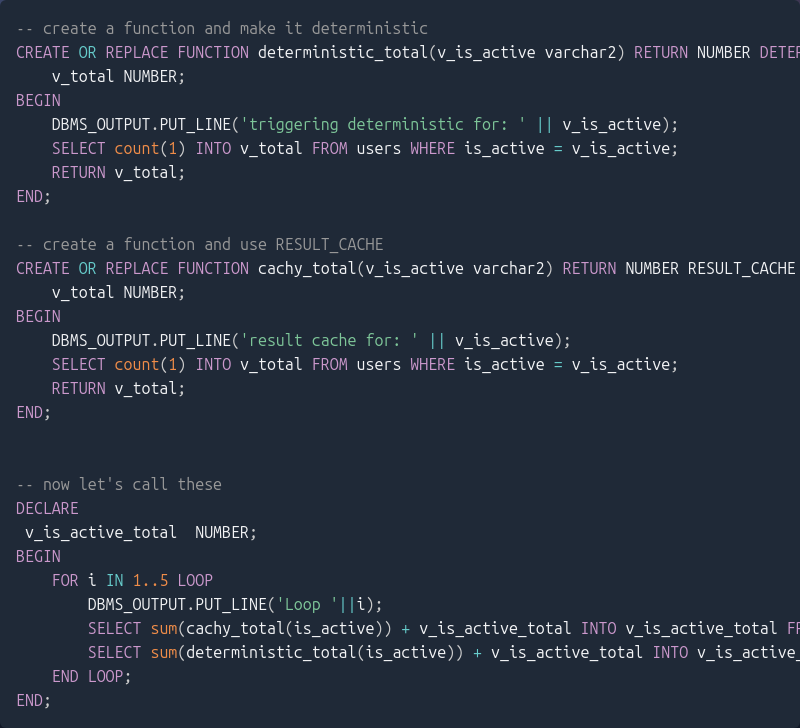 -- create a function and make it deterministic
CREATE OR REPLACE FUNCTION deterministic_total(v_is_active varchar2) RETURN NUMBER
    v_total NUMBER;
BEGIN
    DBMS_OUTPUT.PUT_LINE('triggering deterministic for: ' || v_is_active);
    SELECT count(1) INTO v_total FROM users WHERE is_active = v_is_active;
    RETURN v_total;
END;

-- create a function and use RESULT_CACHE
CREATE OR REPLACE FUNCTION cachy_total(v_is_active varchar2) RETURN NUMBER RESULT_CACHE
    v_total NUMBER;
BEGIN
    DBMS_OUTPUT.PUT_LINE('result cache for: ' || v_is_active);
    SELECT count(1) INTO v_total FROM users WHERE is_active = v_is_active;
    RETURN v_total;
END;


-- now let's call these
DECLARE
 v_is_active_total  NUMBER;
BEGIN
    FOR i IN 1..5 LOOP
        DBMS_OUTPUT.PUT_LINE('Loop '||i);
        SELECT sum(cachy_total(is_active)) + v_is_active_total INTO v_is_active_total
        SELECT sum(deterministic_total(is_active)) + v_is_active_total INTO
    END LOOP;
END;